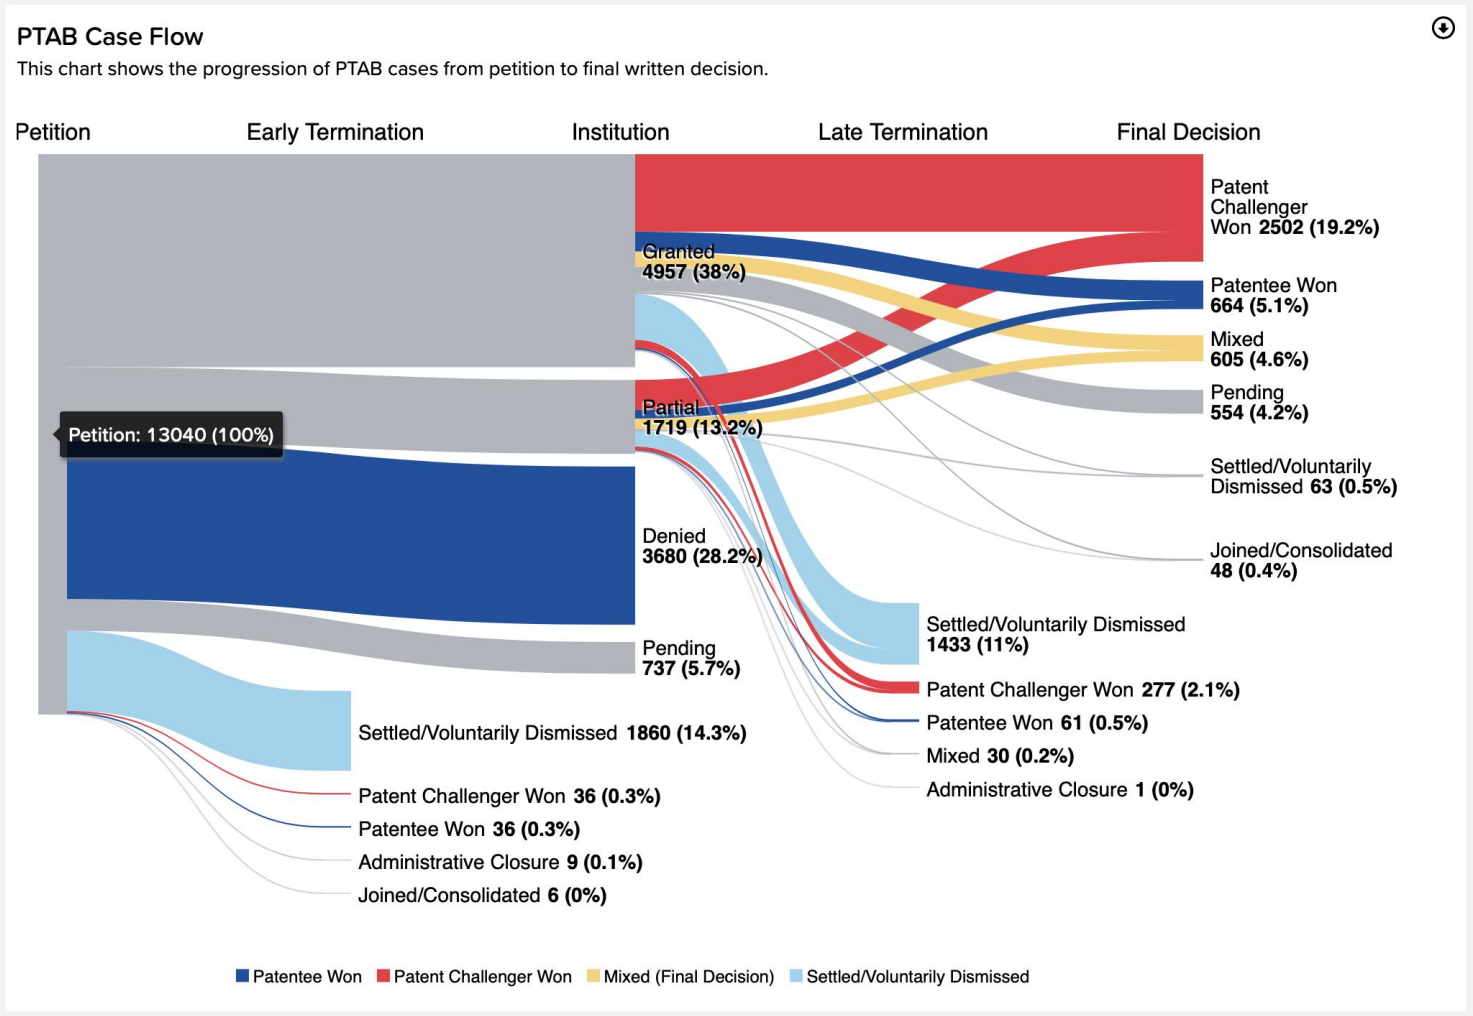 PTAB Case Flow
This chart shows the progression of PTAB cases from petition to final written decision.
Petition
Early Termination
Institution
Late Termination
Final Decision
Patent
Challenger
Won 2502 (19.2%)
Granted
4957 (38%)
Patentee Won
664 (5.1%)
Mixed
605 (4.6%)
Pending
554 (4.2%)
Partial
1719 (13.2%)
Petition: 13040 (100%)
Settled/Voluntarily
Dismissed 63 (0.5%)
Denied
3680 (28.2%)
Joined/Consolidated
48 (0.4%)
Settled/Voluntarily Dismissed
1433 (11%)
Pending
737 (5.7%)
Patent Challenger Won 277 (2.1%)
Patentee Won 61 (0.5%)
Settled/Voluntarily Dismissed 1860 (14.3%)
Mixed 30 (0.2%)
Administrative Closure 1 (0%)
Patent Challenger Won 36 (0.3%)
Patentee Won 36 (0.3%)
Administrative Closure 9 (0.1%)
Joined/Consolidated 6 (0%)
Patentee Won
Patent Challenger Won
Mixed (Final Decision)
Settled/Voluntarily Dismissed